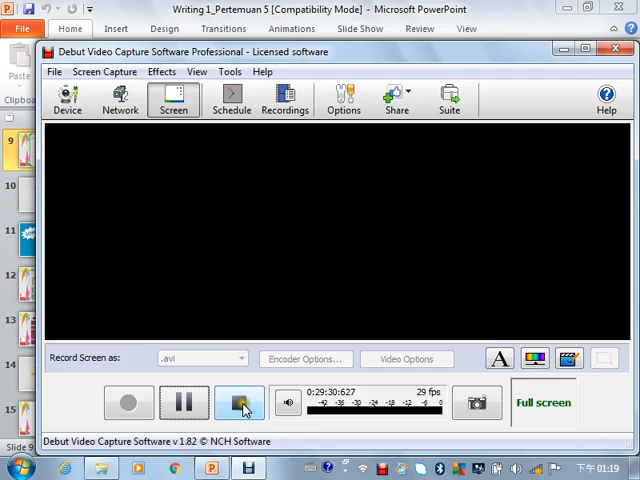 Writing 1_Pertemuan 5 [Compatibility Mode] - Microsoft PowerPoint
File Home Insert Design Transitions Animations Slide Show Review View
Paste
Clipboa
Debut Video Capture Software Professional - Licensed software
File Screen Capture Effects View Tools Help
Device Network Screen Schedule Recordings Options Share Suite Help
9
10
11
12
13
14
15
Record Screen as: .avi Encoder Options... Video Options A
0:29:30:627 29 fps
-42 -36 -30 -24 -18 -12 -6 0
Full screen
Debut Video Capture Software v 1.82 © NCH Software
Slide 9
下午 01:19